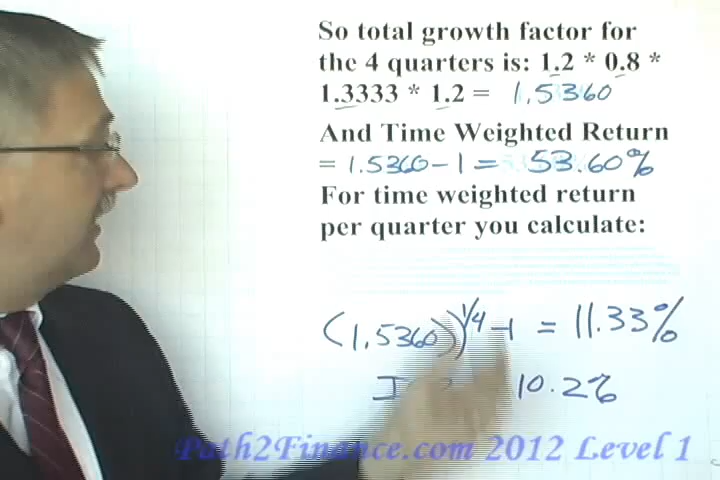 So total growth factor for
the 4 quarters is: 1.2 * 0.8 *
1.3333 * 1.2 = 1.5360
And Time Weighted Return
= 1.5360 - 1 = 53.60%
For time weighted return
per quarter you calculate:
(1.5360))^1/4 - 1 = 11.33%
10.2%
Path2Finance.com 2012 Level 1